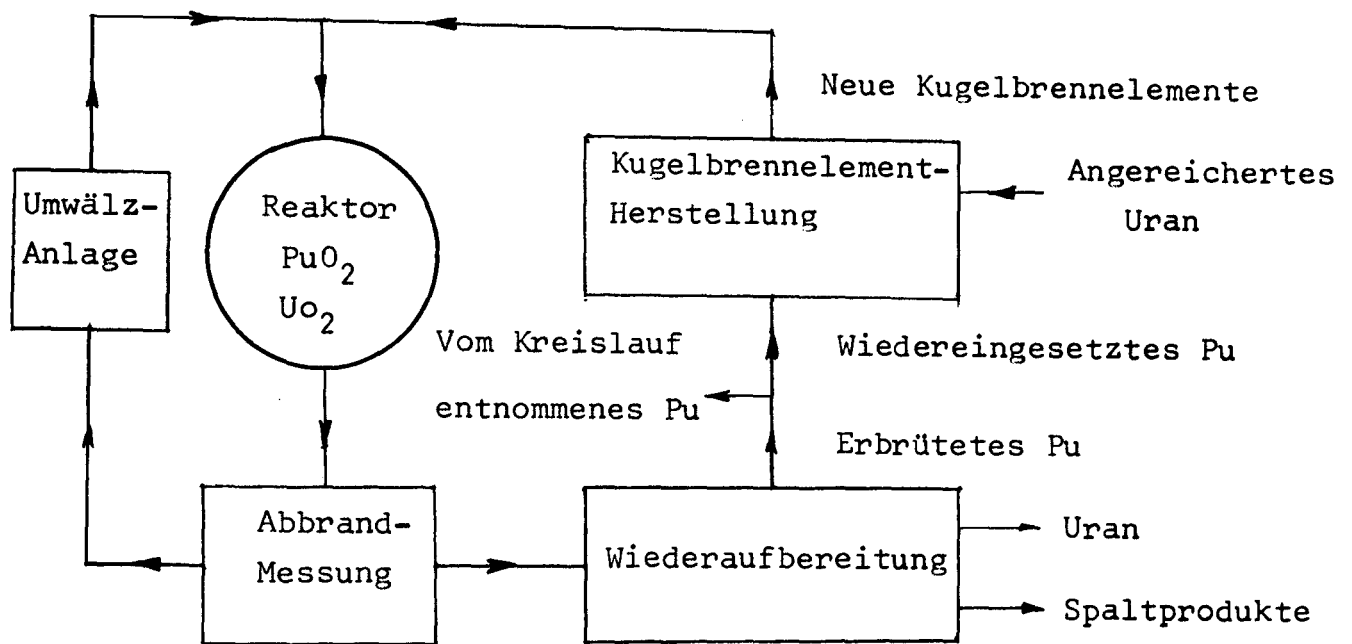 Neue Kugelbrennelemente
Umwälz-
Anlage
Reaktor
PuO2
Uo2
Kugelbrennelement-
Herstellung
Angereichertes
Uran
Vom Kreislauf
entnommenes Pu
Wiedereingesetztes Pu
Erbrütetes Pu
Abbrand-
Messung
Wiederaufbereitung
Uran
Spaltprodukte